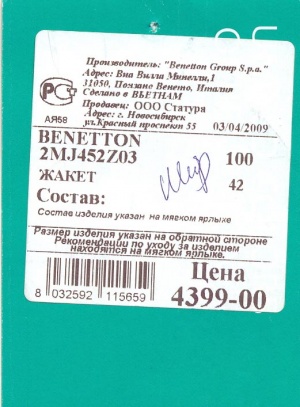 Производитель: "Benetton Group S.p.a."
Адрес: Виа Вилла Минелли,1
31050, Понзано Венето, Италия
Сделано в ВЬЕТНАМ
Продавец: ООО Статура
Адрес: г. Новосибирск
ул.Красный проспект 55
03/04/2009
РСТ
АЯ58
BENETTON
2MJ452Z03
100
ЖАКЕТ
42
Состав:
Состав изделия указан на мягком ярлыке
Размер изделия указан на обратной стороне
Рекомендации по уходу за изделием
находятся на мягком ярлыке.
Цена
4399-00
8 032592 115659